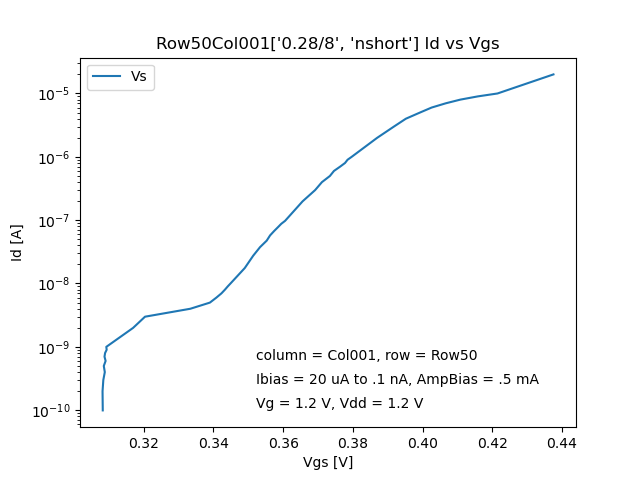 Row50Col001['0.28/8', 'nshort'] Id vs Vgs
Vs
10⁻⁵
10⁻⁶
10⁻⁷
10⁻⁸
10⁻⁹
10⁻¹⁰
Id [A]
column = Col001, row = Row50
Ibias = 20 uA to .1 nA, AmpBias = .5 mA
Vg = 1.2 V, Vdd = 1.2 V
0.32 0.34 0.36 0.38 0.40 0.42 0.44
Vgs [V]